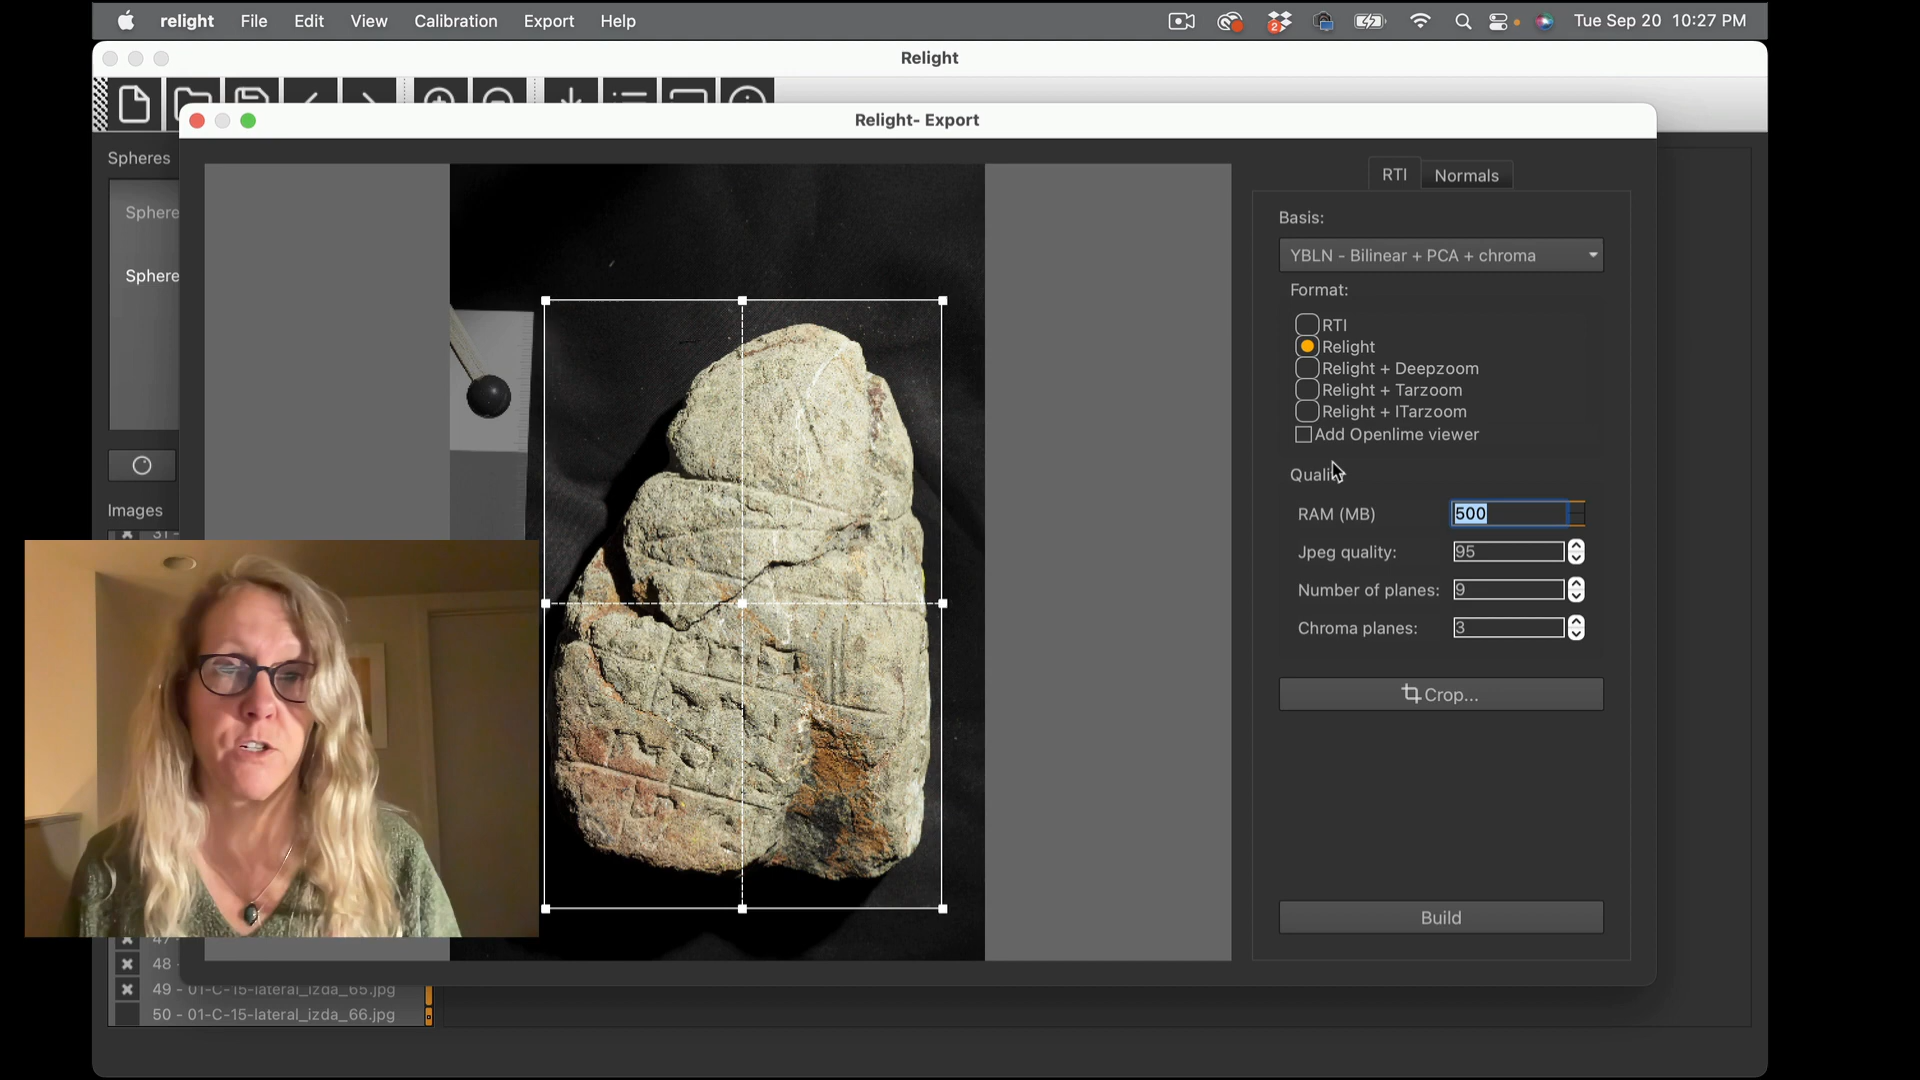 relight File Edit View Calibration Export Help 2 Tue Sep 20 10:27 PM
Relight
Relight- Export
Spheres
Sphere
Sphere
Images
31 -
47 -
48 -
49 - 01-C-15-lateral_izda_65.jpg
50 - 01-C-15-lateral_izda_66.jpg
RTI Normals
Basis:
YBLN - Bilinear + PCA + chroma
Format:
RTI
Relight
Relight + Deepzoom
Relight + Tarzoom
Relight + ITarzoom
Add Openlime viewer
Quali
RAM (MB) 500
Jpeg quality: 95
Number of planes: 9
Chroma planes: 3
Crop...
Build